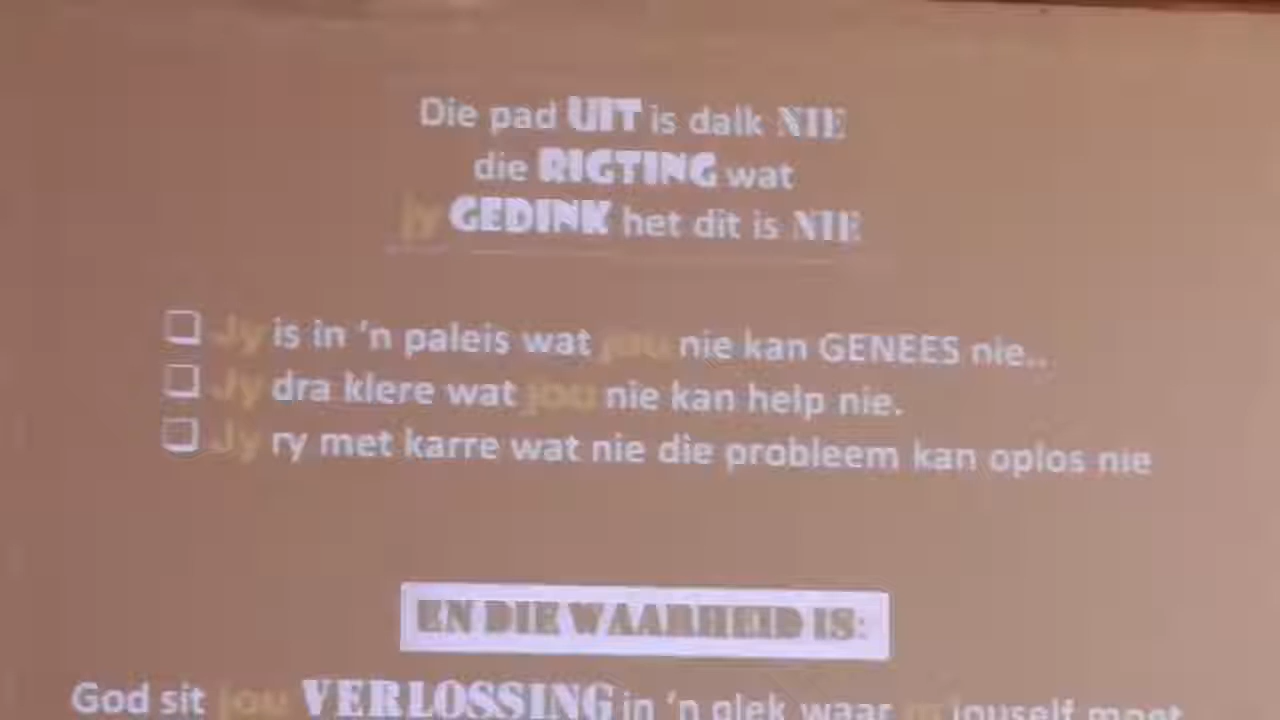 Die pad UIT is dalk NIE
die RIGTING wat
jy GEDINK het dit is NIE
❑ Jy is in 'n paleis wat jou nie kan GENEES nie..
❑ Jy dra klere wat jou nie kan help nie.
❑ Jy ry met karre wat nie die probleem kan oplos nie
EN DIE WAARHEID IS:
God sit jou VERLOSSING in 'n plek waar jouself moet